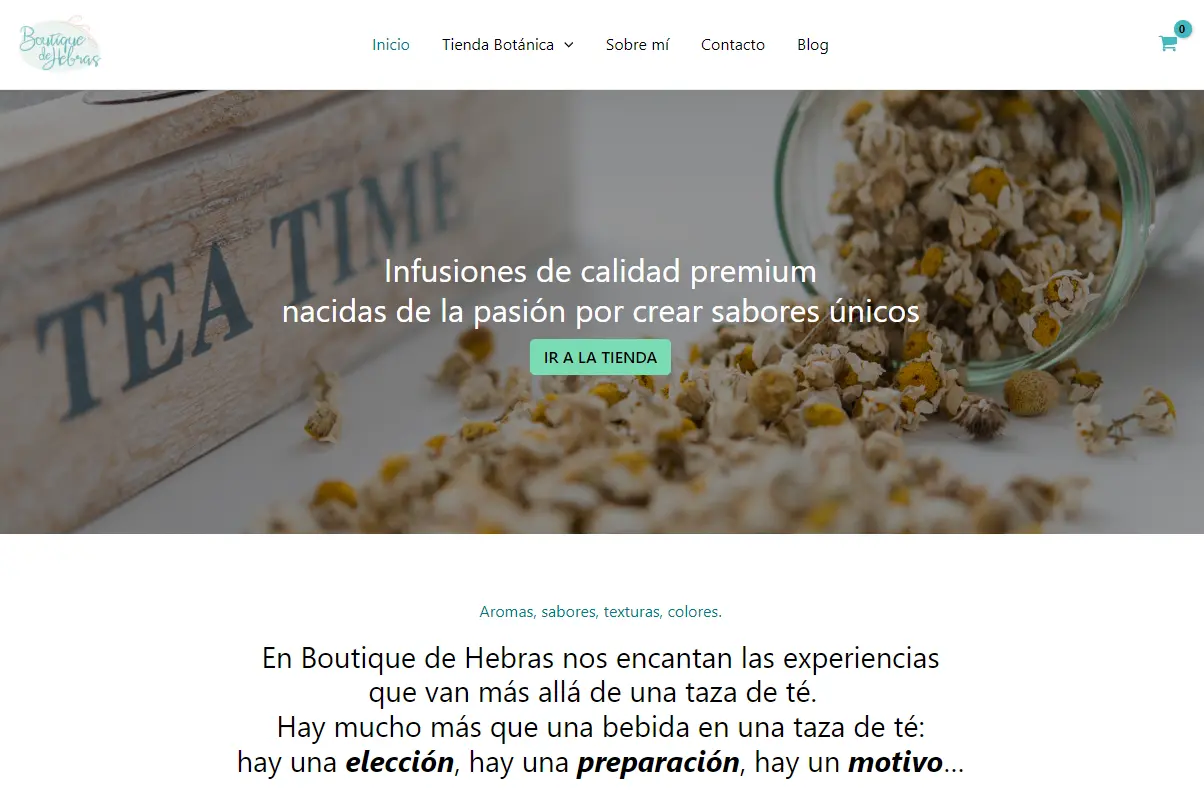 Boutique
de Hebras
Inicio
Tienda Botánica
Sobre mí
Contacto
Blog
0
TEA TIME
Infusiones de calidad premium
nacidas de la pasión por crear sabores únicos
IR A LA TIENDA
Aromas, sabores, texturas, colores.
En Boutique de Hebras nos encantan las experiencias
que van más allá de una taza de té.
Hay mucho más que una bebida en una taza de té:
hay una elección, hay una preparación, hay un motivo...